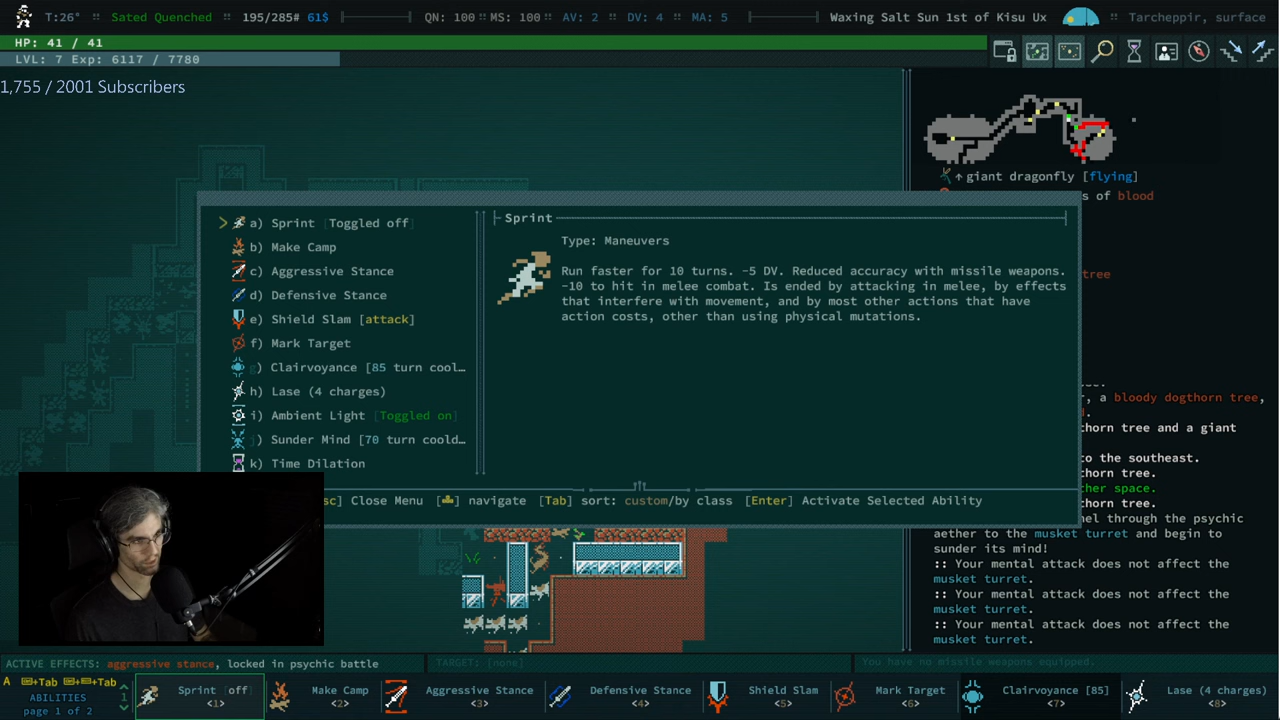 T:26° Sated Quenched 195/285# 61$ QN: 100 MS: 100 AV: 2 DV: 4 MA: 5 Waxing Salt Sun 1st of Kisu Ux Tarcheppir, surface
HP: 41 / 41
LVL: 7 Exp: 6117 / 7780
1,755 / 2001 Subscribers
↑ giant dragonfly [flying]
s of blood
ree
> a) Sprint [Toggled off]
b) Make Camp
c) Aggressive Stance
d) Defensive Stance
e) Shield Slam [attack]
f) Mark Target
g) Clairvoyance [85 turn cool…
h) Lase (4 charges)
i) Ambient Light [Toggled on]
j) Sunder Mind [70 turn coold…
k) Time Dilation
Sprint
Type: Maneuvers
Run faster for 10 turns. -5 DV. Reduced accuracy with missile weapons.
-10 to hit in melee combat. Is ended by attacking in melee, by effects
that interfere with movement, and by most other actions that have
action costs, other than using physical mutations.
sc] Close Menu navigate [Tab] sort: custom/by class [Enter] Activate Selected Ability
r, a bloody dogthorn tree,
thorn tree and a giant
to the southeast.
thorn tree.
her space.
thorn tree.
nel through the psychic
aether to the musket turret and begin to
sunder its mind!
:: Your mental attack does not affect the
musket turret.
:: Your mental attack does not affect the
musket turret.
:: Your mental attack does not affect the
musket turret.
ACTIVE EFFECTS: aggressive stance, locked in psychic battle
TARGET: [none]
You have no missile weapons equipped.
A +Tab +Tab
ABILITIES
page 1 of 2
Sprint [off]
<1>
Make Camp
<2>
Aggressive Stance
<3>
Defensive Stance
<4>
Shield Slam
<5>
Mark Target
<6>
Clairvoyance [85]
<7>
Lase (4 charges)
<8>